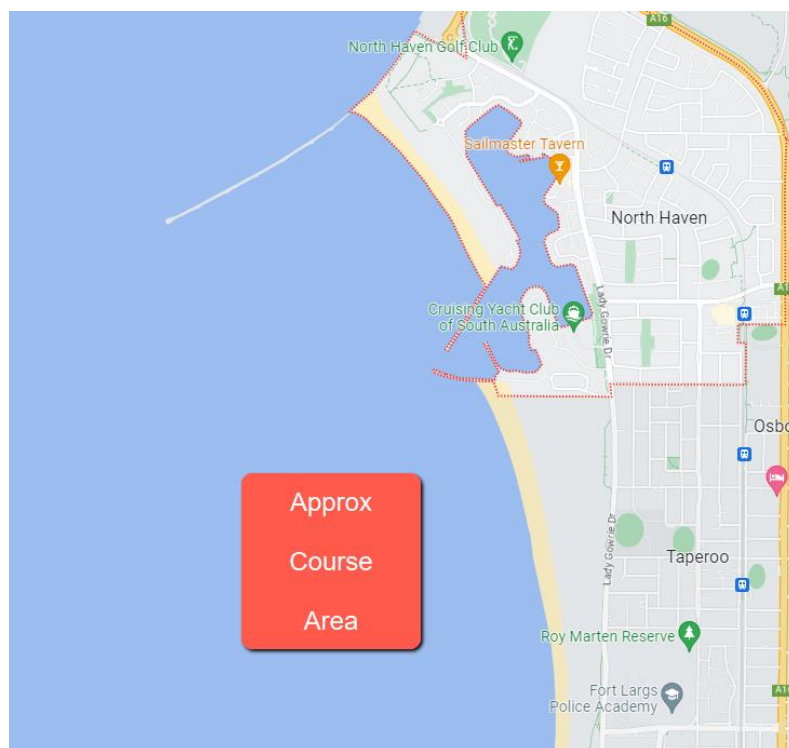 A16
North Haven Golf Club
Sailmaster Tavern
North Haven
Cruising Yacht Club
of South Australia
Lady Gowrie Dr
Approx
Course
Area
Lady Gowrie Dr
Taperoo
Roy Marten Reserve
Fort Largs
Police Academy